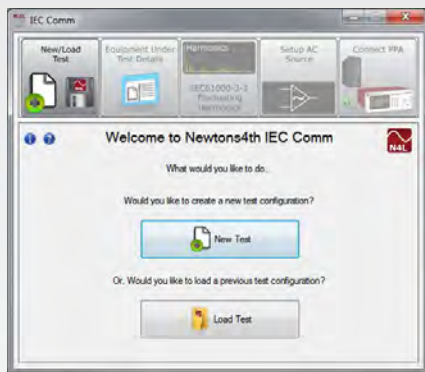 IEC Comm
New/Load
Test
Equipment Under
Test Details
Harmonics
IEC61000-3-2
Fluctuating
Harmonics
Setup AC
Source
Connect PPA
Welcome to Newtons4th IEC Comm
N4L
What would you like to do..
Would you like to create a new test configuration?
New Test
Or. Would you like to load a previous test configuration?
Load Test